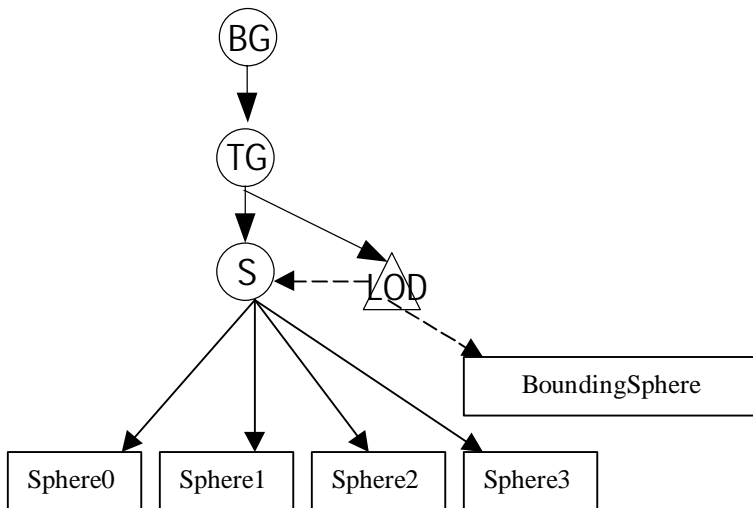 BG
TG
S
LOD
BoundingSphere
Sphere0
Sphere1
Sphere2
Sphere3